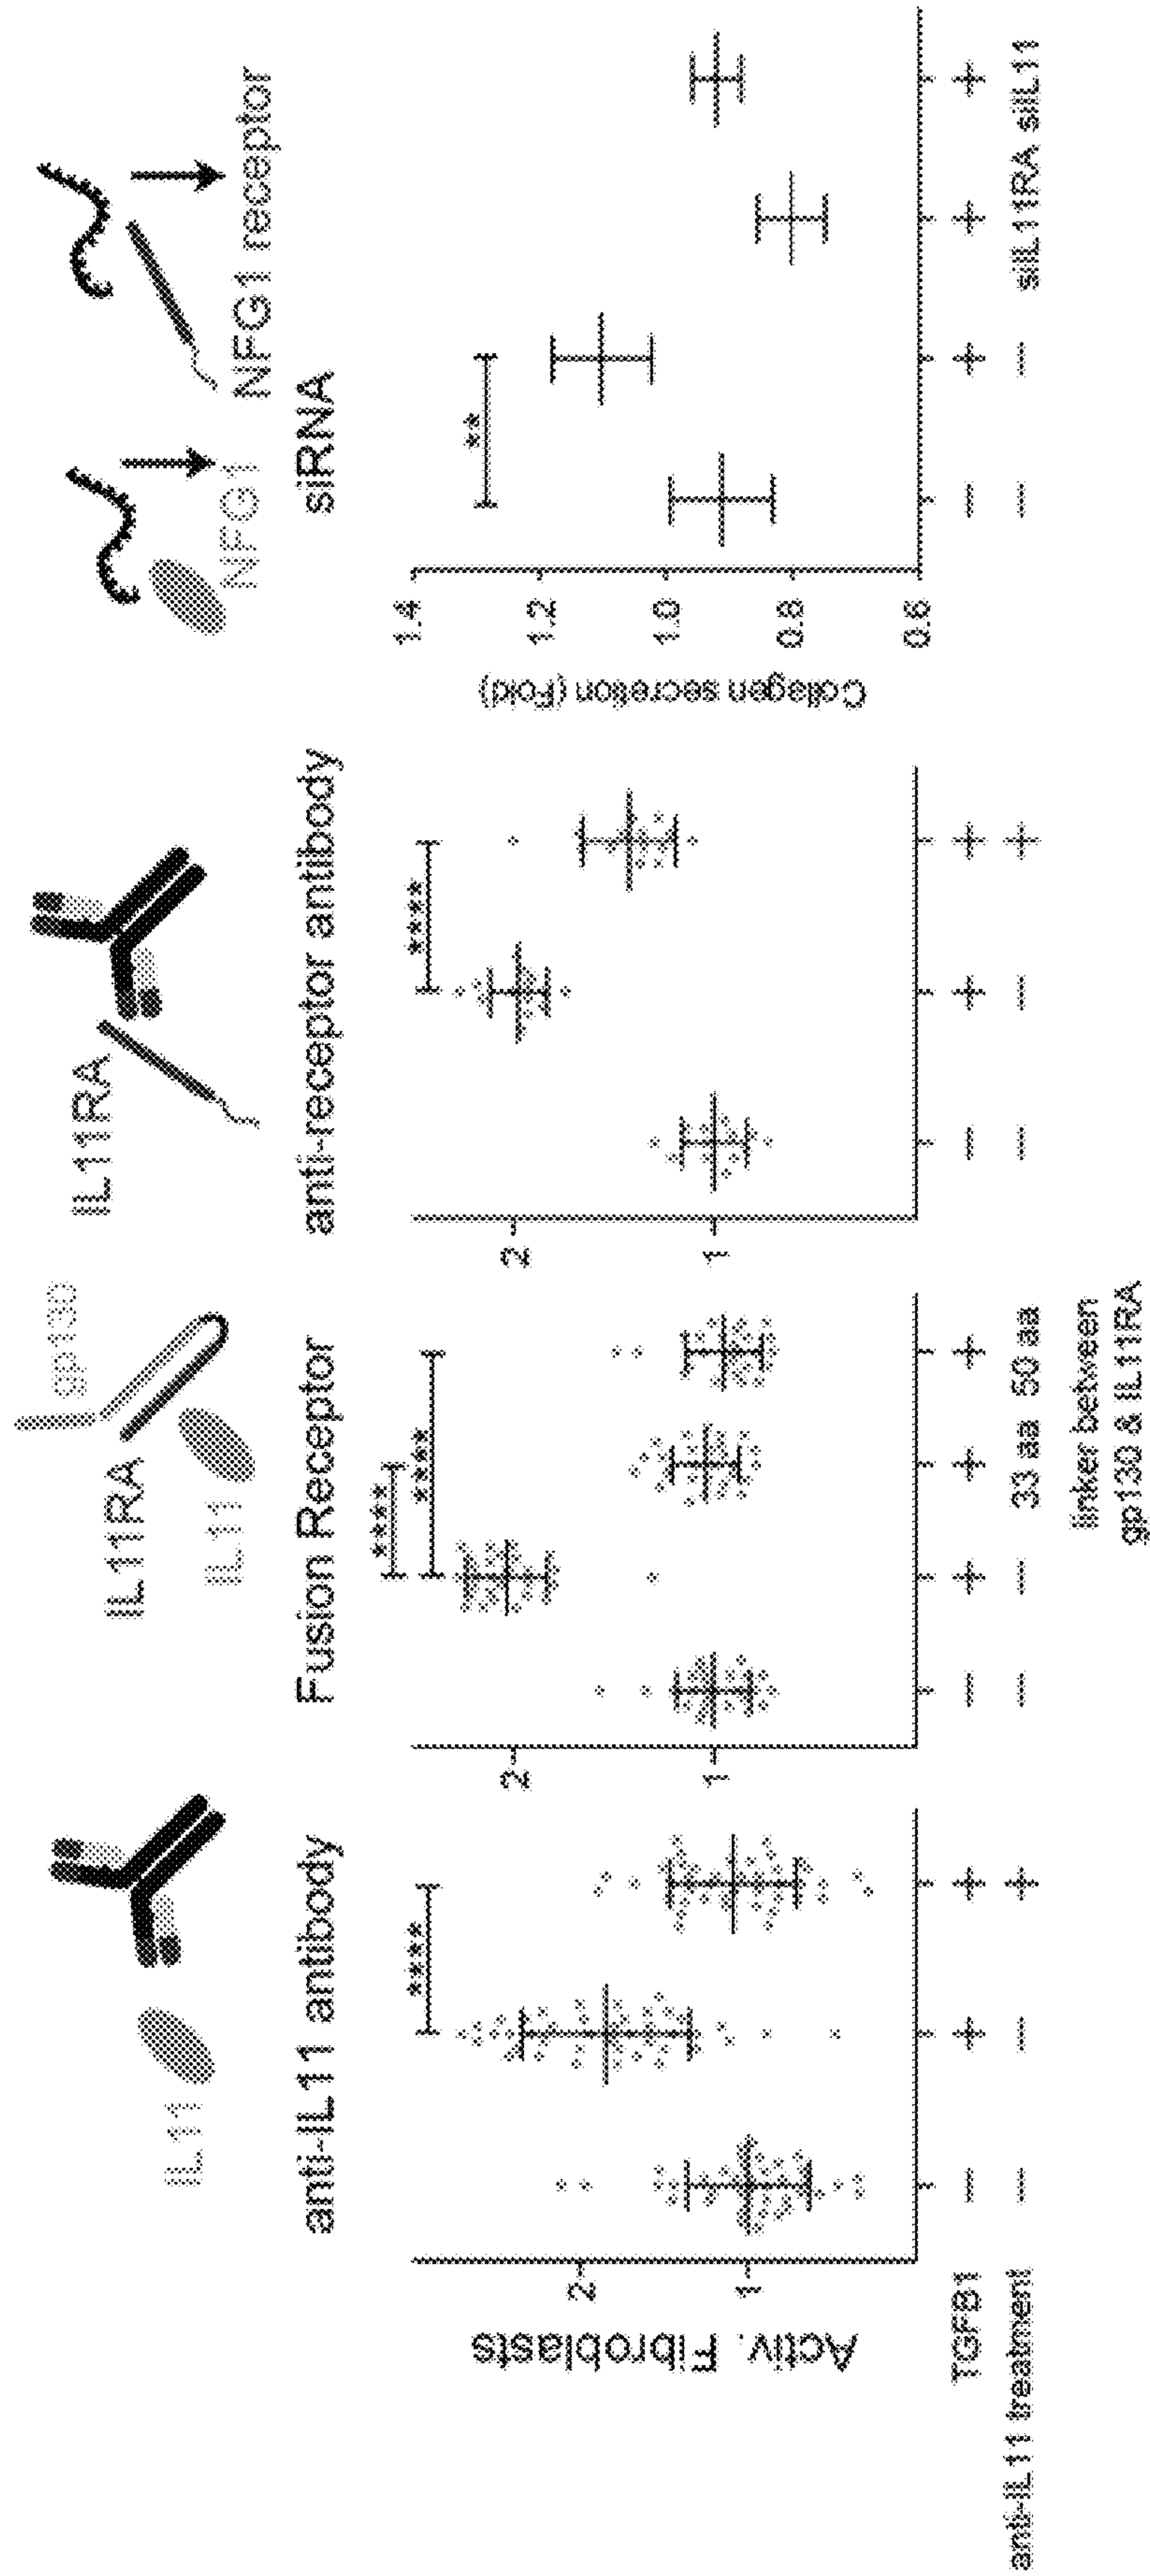 IL11
anti-IL11 antibody
****
Activ. Fibroblasts
2
1
TGFB1
− + +
anti-IL11 treatment
− − +
gp130
IL11RA
IL11
Fusion Receptor
****
****
2
1
− + + +
− − 33 aa 50 aa
linker between
gp130 & IL11RA
IL11RA
anti-receptor antibody
****
2
1
− + +
− − +
NFG1
NFG1 receptor
siRNA
**
Collagen secretion (Fold)
1.4
1.2
1.0
0.8
0.6
− + + +
− − siIL11RA siIL11